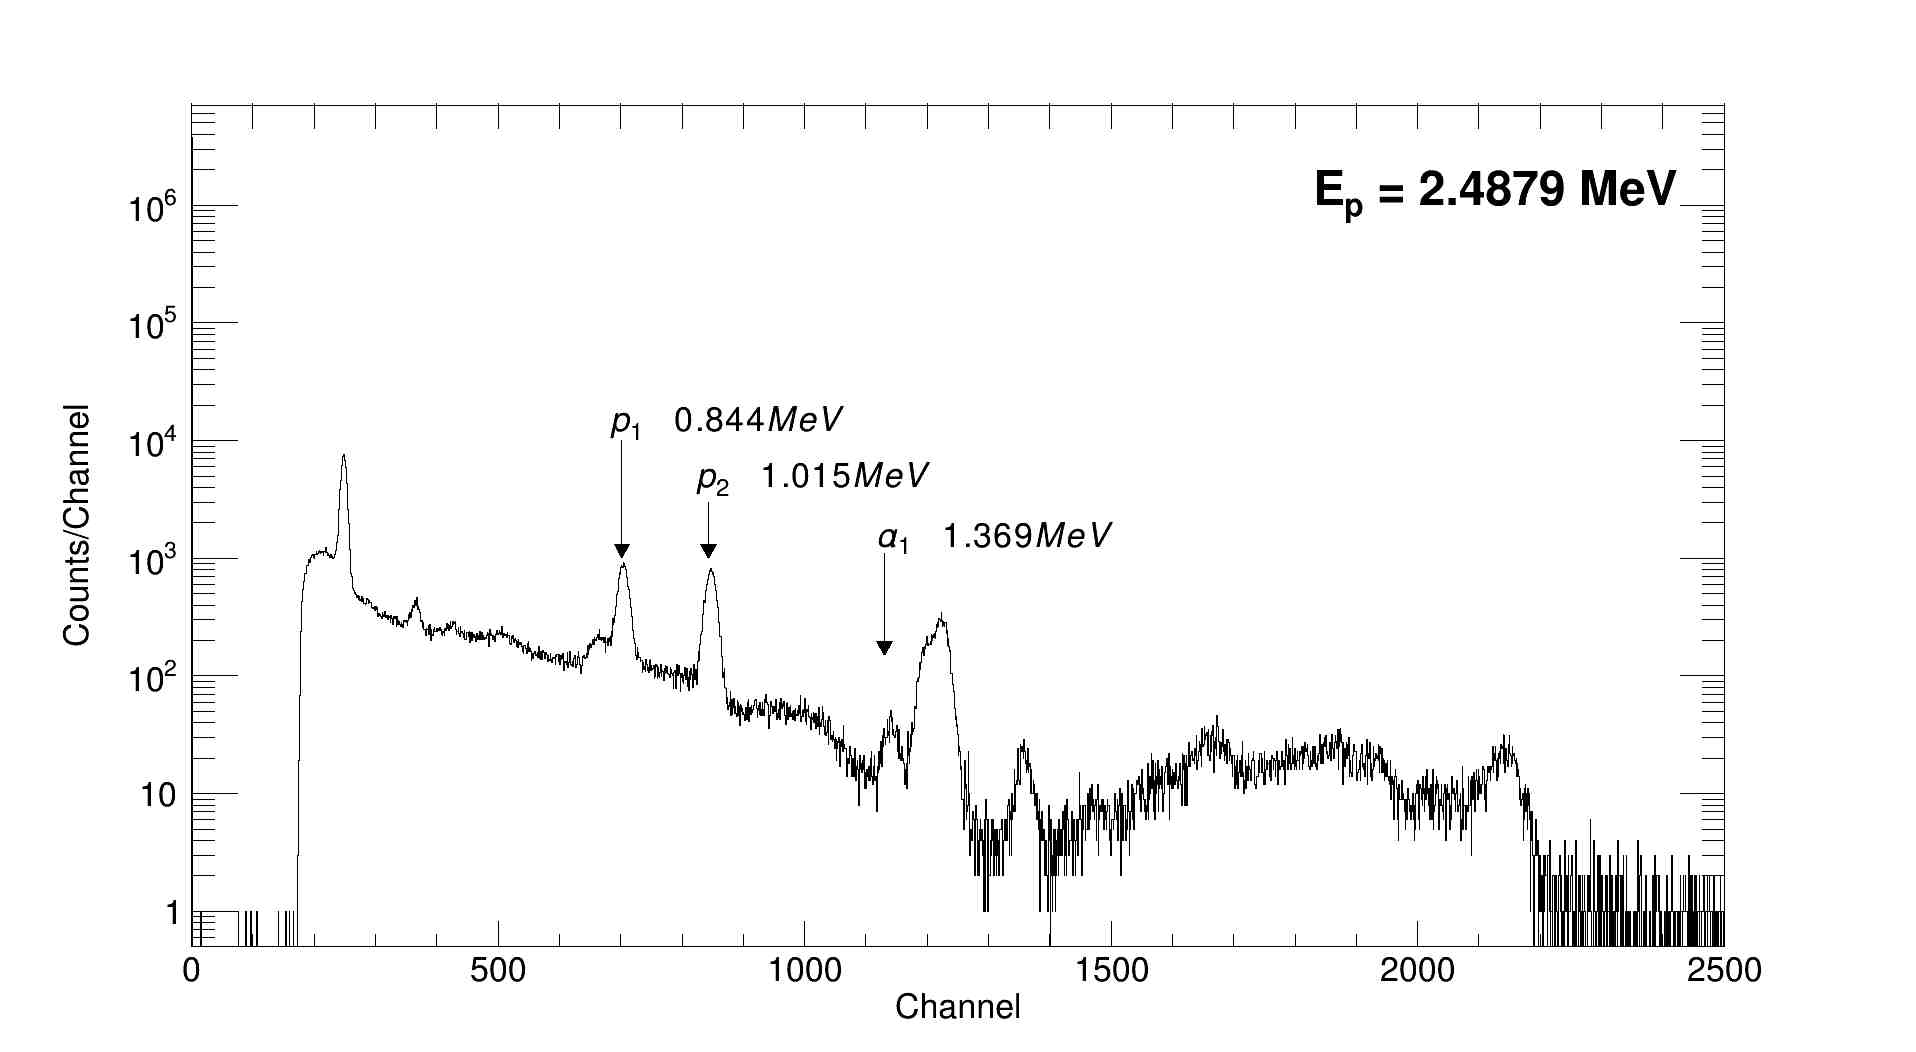 E_p = 2.4879 MeV
10^6
10^5
10^4
10^3
10^2
10
1
Counts/Channel
p_1 0.844MeV
p_2 1.015MeV
α_1 1.369MeV
0 500 1000 1500 2000 2500
Channel